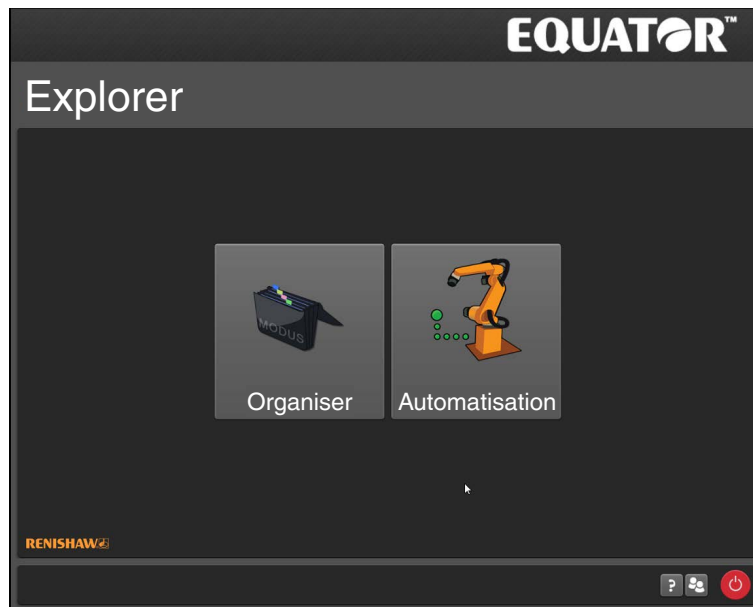 EQUATOR™
Explorer
MODUS
Organiser
Automatisation
RENISHAW
?